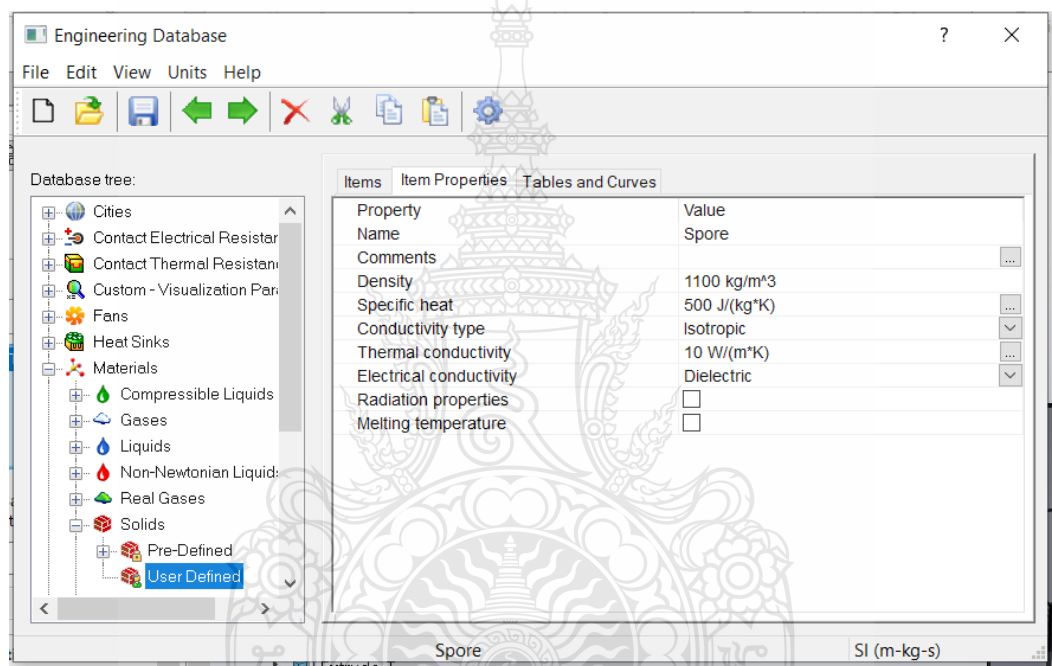 Engineering Database
?
File Edit View Units Help
Database tree:
Cities
Contact Electrical Resistar
Contact Thermal Resistan
Custom - Visualization Par
Fans
Heat Sinks
Materials
Compressible Liquids
Gases
Liquids
Non-Newtonian Liquid
Real Gases
Solids
Pre-Defined
User Defined
Items Item Properties Tables and Curves
Property Value
Name Spore
Comments ...
Density 1100 kg/m^3
Specific heat 500 J/(kg*K) ...
Conductivity type Isotropic
Thermal conductivity 10 W/(m*K) ...
Electrical conductivity Dielectric
Radiation properties
Melting temperature
Spore SI (m-kg-s)